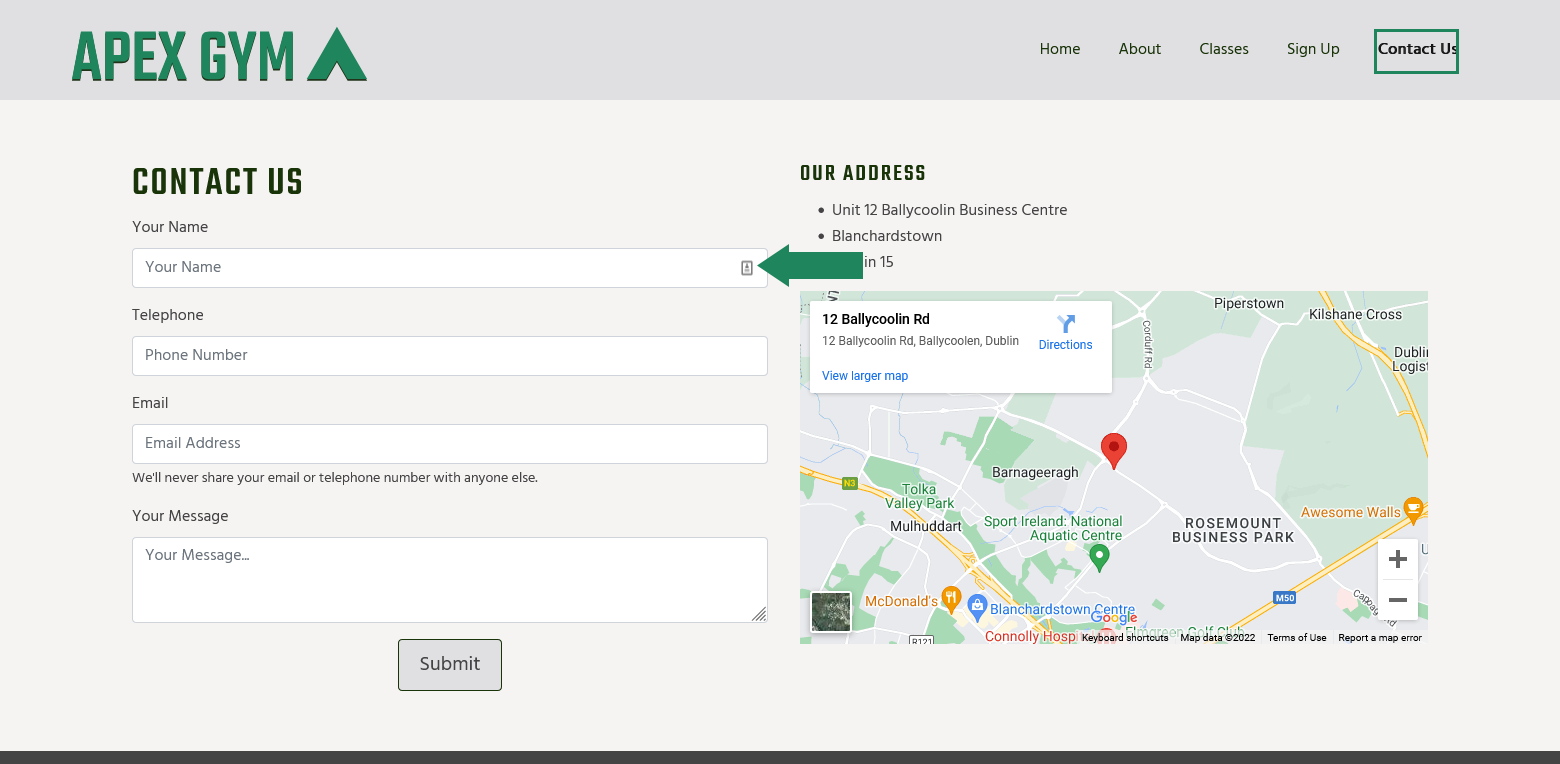 APEX GYM
Home About Classes Sign Up Contact Us
CONTACT US
Your Name
Your Name
Telephone
Phone Number
Email
Email Address
We'll never share your email or telephone number with anyone else.
Your Message
Your Message...
Submit
OUR ADDRESS
Unit 12 Ballycoolin Business Centre
Blanchardstown
in 15
12 Ballycoolin Rd
12 Ballycoolin Rd, Ballycoolen, Dublin
Directions
View larger map
Piperstown
Kilshane Cross
Corduff Rd
Dublin
Logist
Barnageeragh
N3
Tolka
Valley Park
Mulhuddart
Sport Ireland: National
Aquatic Centre
ROSEMOUNT
BUSINESS PARK
Awesome Walls
McDonald's
Blanchardstown Centre
M50
Google
Elmgreen Golf Club
Connolly Hospi
R121
Keyboard shortcuts Map data ©2022 Terms of Use Report a map error